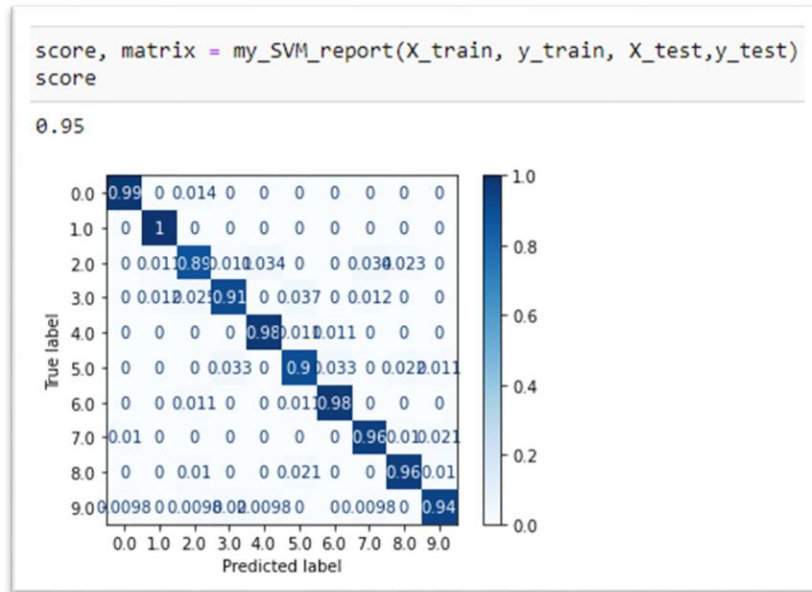 score, matrix = my_SVM_report(X_train, y_train, X_test,y_test)
score
0.95
0.0 0.99 0 0.014 0 0 0 0 0 0 0 1.0
1.0 0 1 0 0 0 0 0 0 0 0
2.0 0 0.011 0.89 0.011 0.034 0 0 0.034 0.023 0 0.8
3.0 0 0.012 0.025 0.91 0 0.037 0 0.012 0 0
4.0 0 0 0 0 0.98 0.011 0.011 0 0 0 0.6
True label
5.0 0 0 0 0.033 0 0.9 0.033 0 0.022 0.011 0.4
6.0 0 0 0.011 0 0 0.011 0.98 0 0 0
7.0 0.01 0 0 0 0 0 0 0.96 0.01 0.021 0.2
8.0 0 0 0.01 0 0 0.021 0 0 0.96 0.01
9.0 0.0098 0 0.0098 0.02 0.0098 0 0 0.0098 0 0.94 0.0
0.0 1.0 2.0 3.0 4.0 5.0 6.0 7.0 8.0 9.0
Predicted label